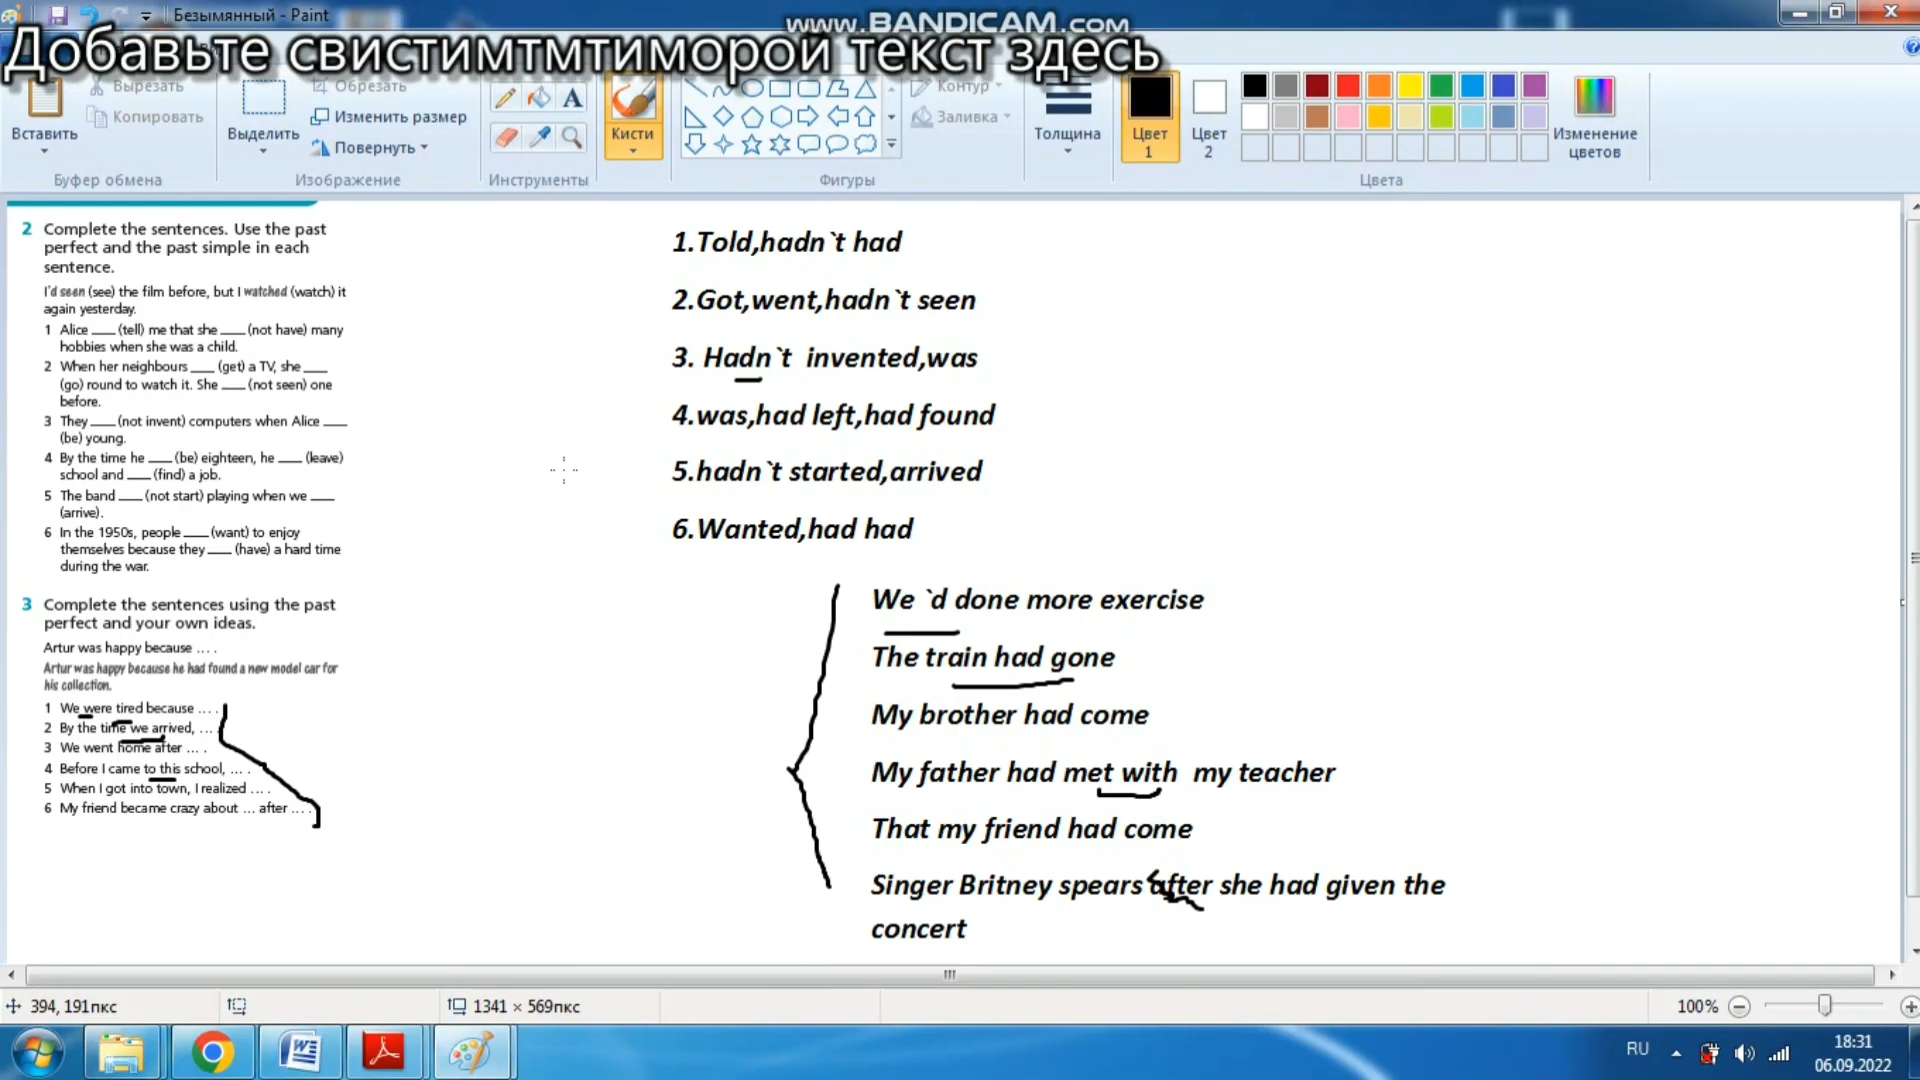 Безымянный - Paint
www.BANDICAM.com
Добавьте свистимтмтиморой текст здесь
Вставить
Вырезать
Копировать
Буфер обмена
Выделить
Обрезать
Изменить размер
Повернуть
Изображение
Инструменты
Кисти
Контур
Заливка
Фигуры
Толщина
Цвет 1
Цвет 2
Изменение цветов
Цвета
2 Complete the sentences. Use the past
perfect and the past simple in each
sentence.
I'd seen (see) the film before, but I watched (watch) it
again yesterday.
1 Alice ___ (tell) me that she ___ (not have) many
hobbies when she was a child.
2 When her neighbours ___ (get) a TV, she ___
(go) round to watch it. She ___ (not seen) one
before.
3 They ___ (not invent) computers when Alice ___
(be) young.
4 By the time he ___ (be) eighteen, he ___ (leave)
school and ___ (find) a job.
5 The band ___ (not start) playing when we ___
(arrive).
6 In the 1950s, people ___ (want) to enjoy
themselves because they ___ (have) a hard time
during the war.
3 Complete the sentences using the past
perfect and your own ideas.
Artur was happy because ... .
Artur was happy because he had found a new model car for
his collection.
1 We were tired because ... .
2 By the time we arrived, ... .
3 We went home after ... .
4 Before I came to this school, ... .
5 When I got into town, I realized ... .
6 My friend became crazy about ... after ... .
1.Told,hadn`t had
2.Got,went,hadn`t seen
3. Hadn`t invented,was
4.was,had left,had found
5.hadn`t started,arrived
6.Wanted,had had
We `d done more exercise
The train had gone
My brother had come
My father had met with my teacher
That my friend had come
Singer Britney spears after she had given the
concert
394, 191пкс
1341 × 569пкс
100%
RU
18:31
06.09.2022